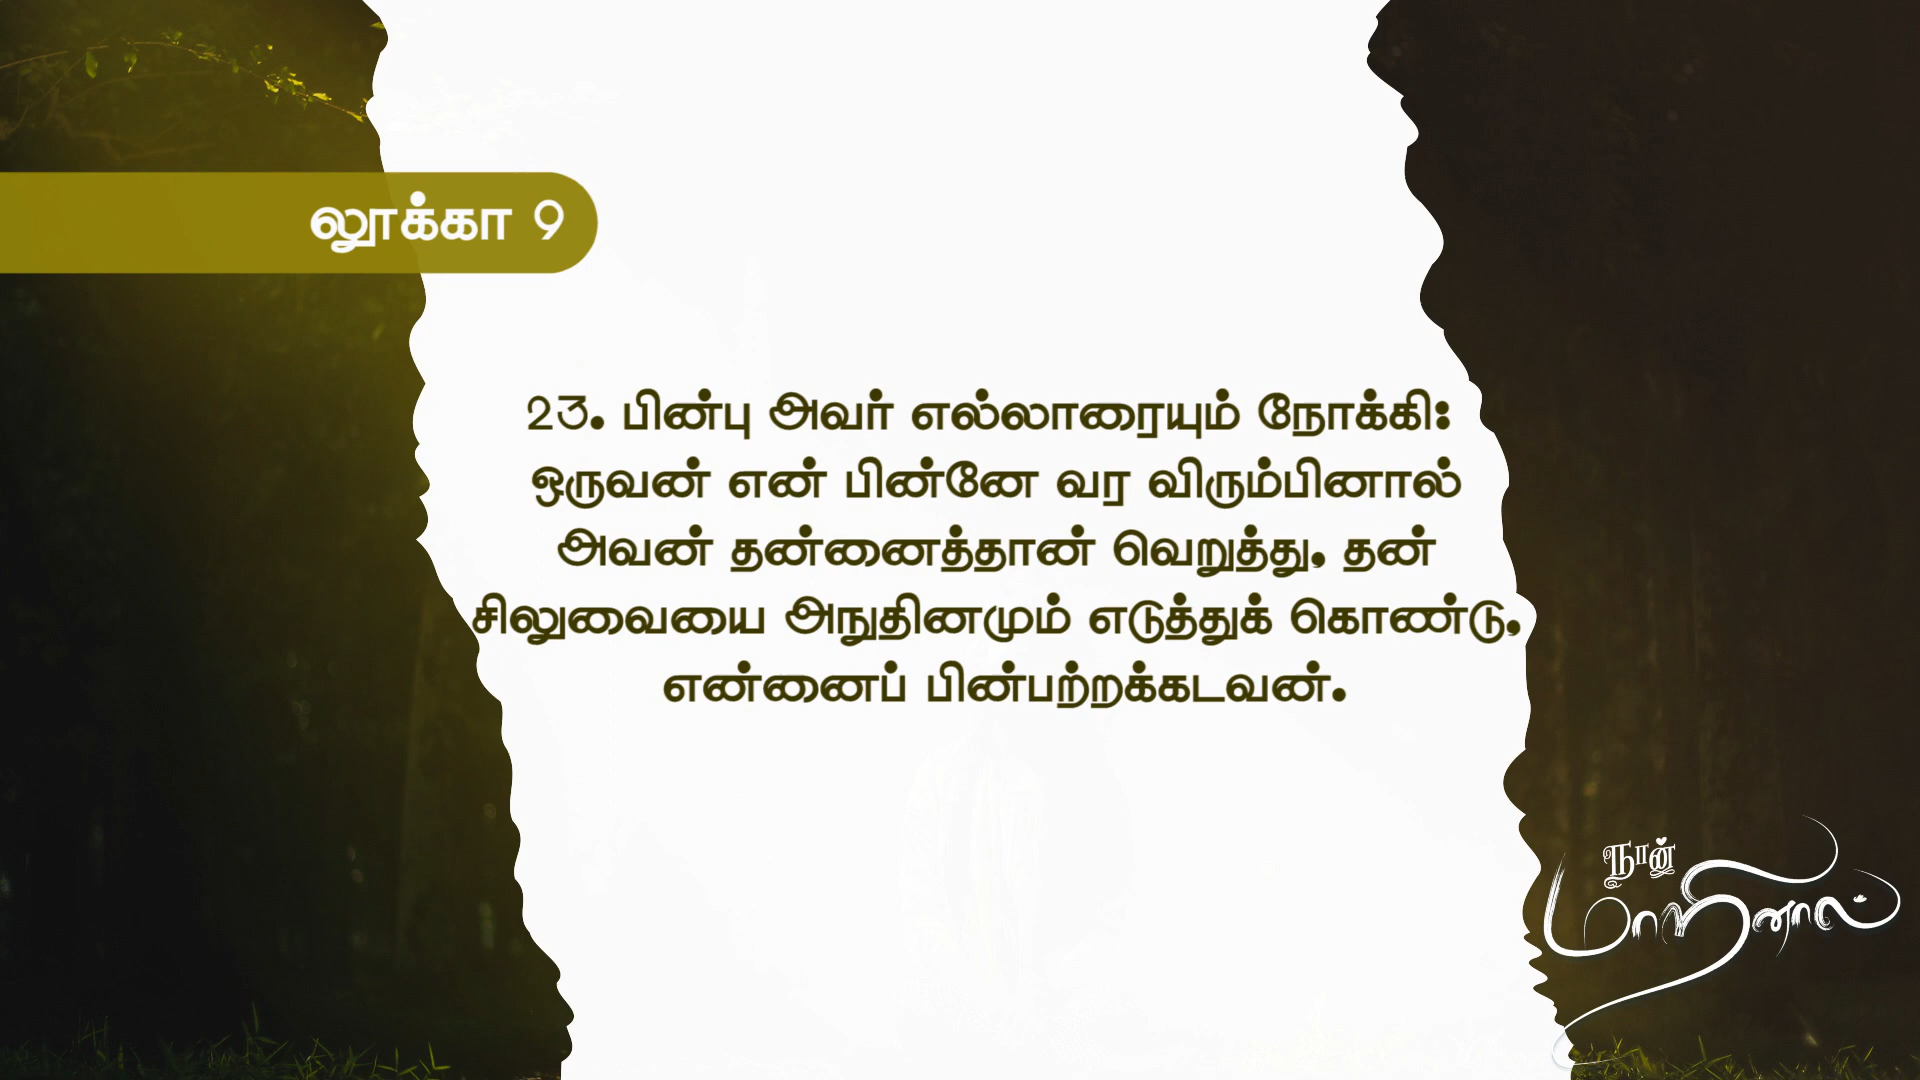 லூக்கா 9
23. பின்பு அவர் எல்லாரையும் நோக்கி:
ஒருவன் என் பின்னே வர விரும்பினால்
அவன் தன்னைத்தான் வெறுத்து, தன்
சிலுவையை அநுதினமும் எடுத்துக் கொண்டு,
என்னைப் பின்பற்றக்கடவன்.
நான்
மாறினால்